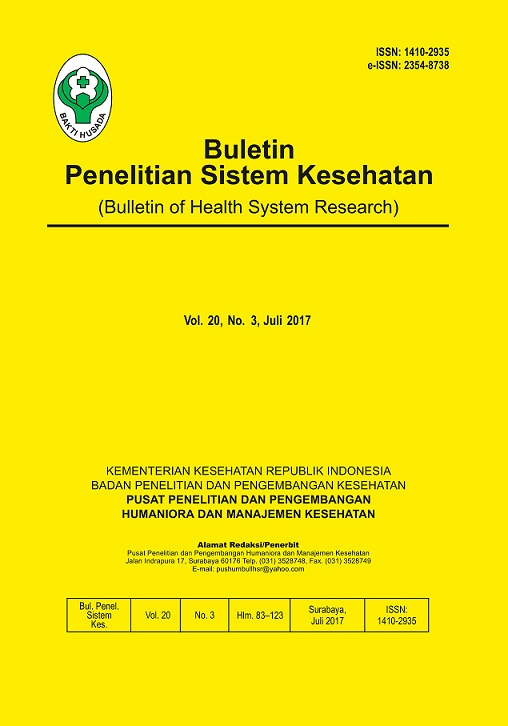 ISSN: 1410-2935
e-ISSN: 2354-8738
BAKTI HUSADA
Buletin
Penelitian Sistem Kesehatan
(Bulletin of Health System Research)
Vol. 20, No. 3, Juli 2017
KEMENTERIAN KESEHATAN REPUBLIK INDONESIA
BADAN PENELITIAN DAN PENGEMBANGAN KESEHATAN
PUSAT PENELITIAN DAN PENGEMBANGAN
HUMANIORA DAN MANAJEMEN KESEHATAN
Alamat Redaksi/Penerbit
Pusat Penelitian dan Pengembangan Humaniora dan Manajemen Kesehatan
Jalan Indrapura 17, Surabaya 60176 Telp. (031) 3528748, Fax. (031) 3528749
E-mail: pushumbullhsr@yahoo.com
Bul. Penel.
Sistem
Kes.
Vol. 20
No. 3
Hlm. 83–123
Surabaya,
Juli 2017
ISSN:
1410-2935